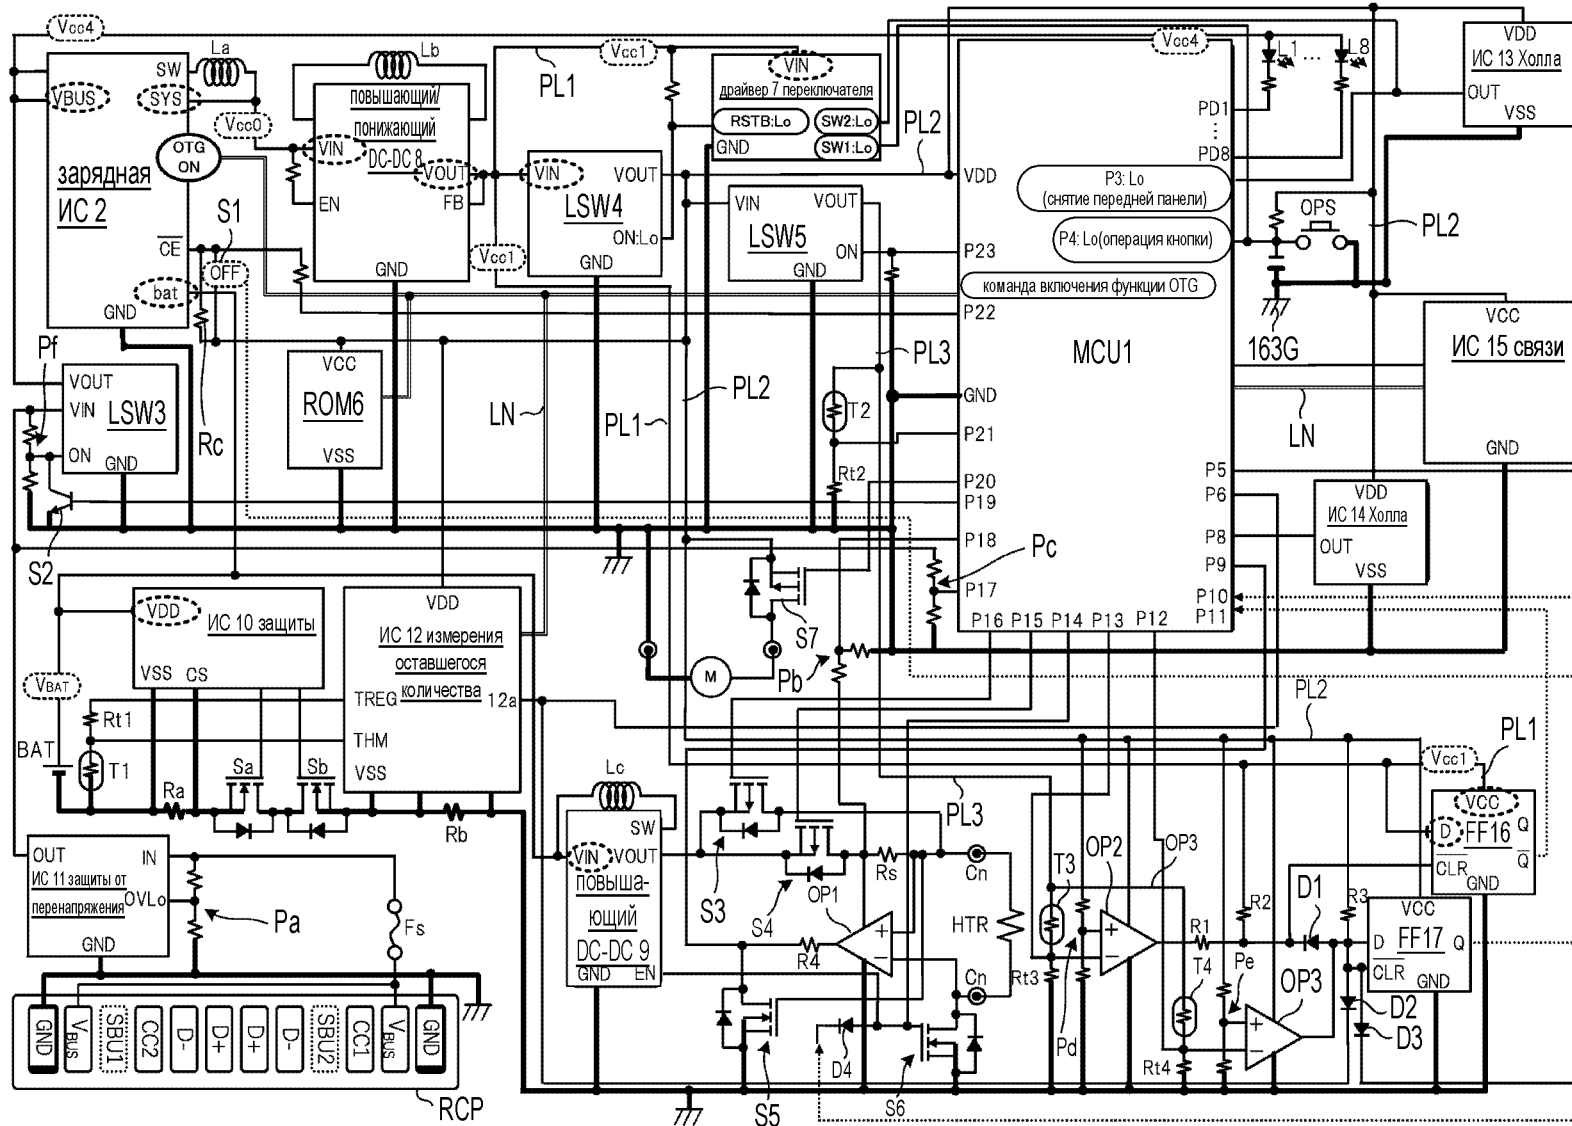 Vcc4
VBUS
SW
SYS
La
Vcc0
OTG
ON
зарядная
ИС 2
CE
GND
bat
OFF
S1
Lb
повышающий/
понижающий
DC-DC 8
VIN
VOUT
EN
FB
GND
PL1
Vcc1
VIN
VOUT
LSW4
ON:Lo
GND
Vcc1
VIN
драйвер 7 переключателя
RSTB:Lo
SW2:Lo
SW1:Lo
GND
PL2
VIN
VOUT
LSW5
ON
GND
Vcc4
VDD
P23
P22
GND
P21
P20
P19
P18
P17
P16
P15
P14
P13
P12
PD1
PD8
P3: Lo
(снятие передней панели)
P4: Lo(операция кнопки)
команда включения функции OTG
MCU1
P5
P6
P8
P9
P10
P11
L1
...
L8
VDD
ИС 13 Холла
OUT
VSS
OPS
PL2
163G
VCC
ИС 15 связи
GND
LN
VDD
ИС 14 Холла
OUT
VSS
Pf
VOUT
VIN
LSW3
ON
GND
Rc
S2
VCC
ROM6
VSS
LN
PL1
PL2
PL3
T2
Rt2
Pc
S7
Pb
M
VDD
ИС 10 защиты
VSS
CS
VBAT
Rt1
BAT
T1
Ra
Sa
Sb
Rb
VDD
ИС 12 измерения
оставшегося
количества
TREG
12a
THM
VSS
OUT
IN
ИС 11 защиты от
перенапряжения
OVLo
GND
Pa
Fs
GND
VBUS
SBU1
CC2
D-
D+
D+
D-
SBU2
CC1
VBUS
GND
RCP
Lc
SW
VIN
VOUT
повыша-
ющий
DC-DC 9
GND
EN
S3
S4
OP1
Rs
Cn
HTR
Cn
R4
S5
D4
S6
PL3
T3
OP2
OP3
Rt3
Pd
R1
R2
T4
Rt4
Pe
OP3
D1
R3
PL2
Vcc1
PL1
VCC
D
FF16
Q
Q
CLR
GND
VCC
D
FF17
Q
CLR
GND
D2
D3